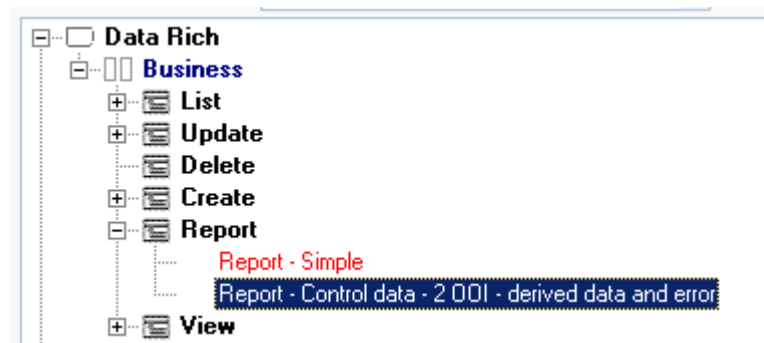 Data Rich
Business
List
Update
Delete
Create
Report
Report - Simple
Report - Control data - 2 OOI - derived data and error
View